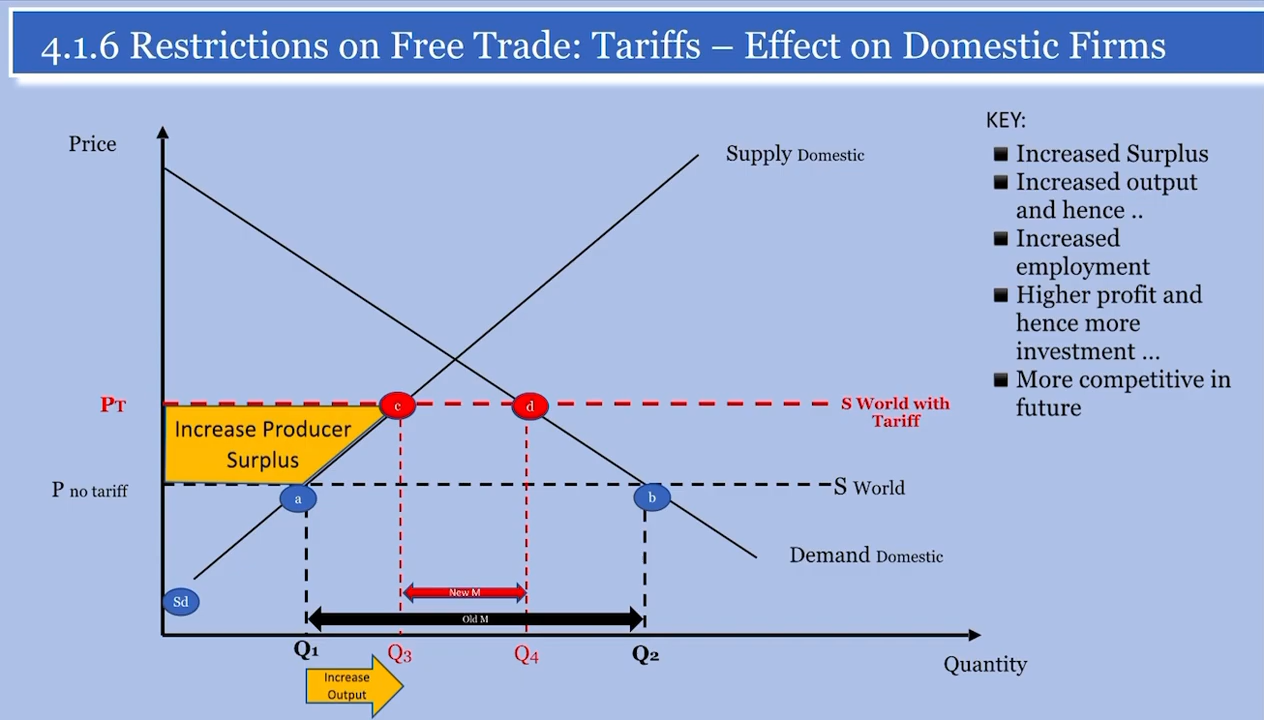 4.1.6 Restrictions on Free Trade: Tariffs – Effect on Domestic Firms
KEY:
■ Increased Surplus
■ Increased output
and hence ..
■ Increased
employment
■ Higher profit and
hence more
investment ...
■ More competitive in
future
Price
Supply Domestic
PT
c
d
S World with
Tariff
Increase Producer
Surplus
P no tariff
a
b
S World
Demand Domestic
Sd
New M
Old M
Q1
Q3
Q4
Q2
Quantity
Increase
Output